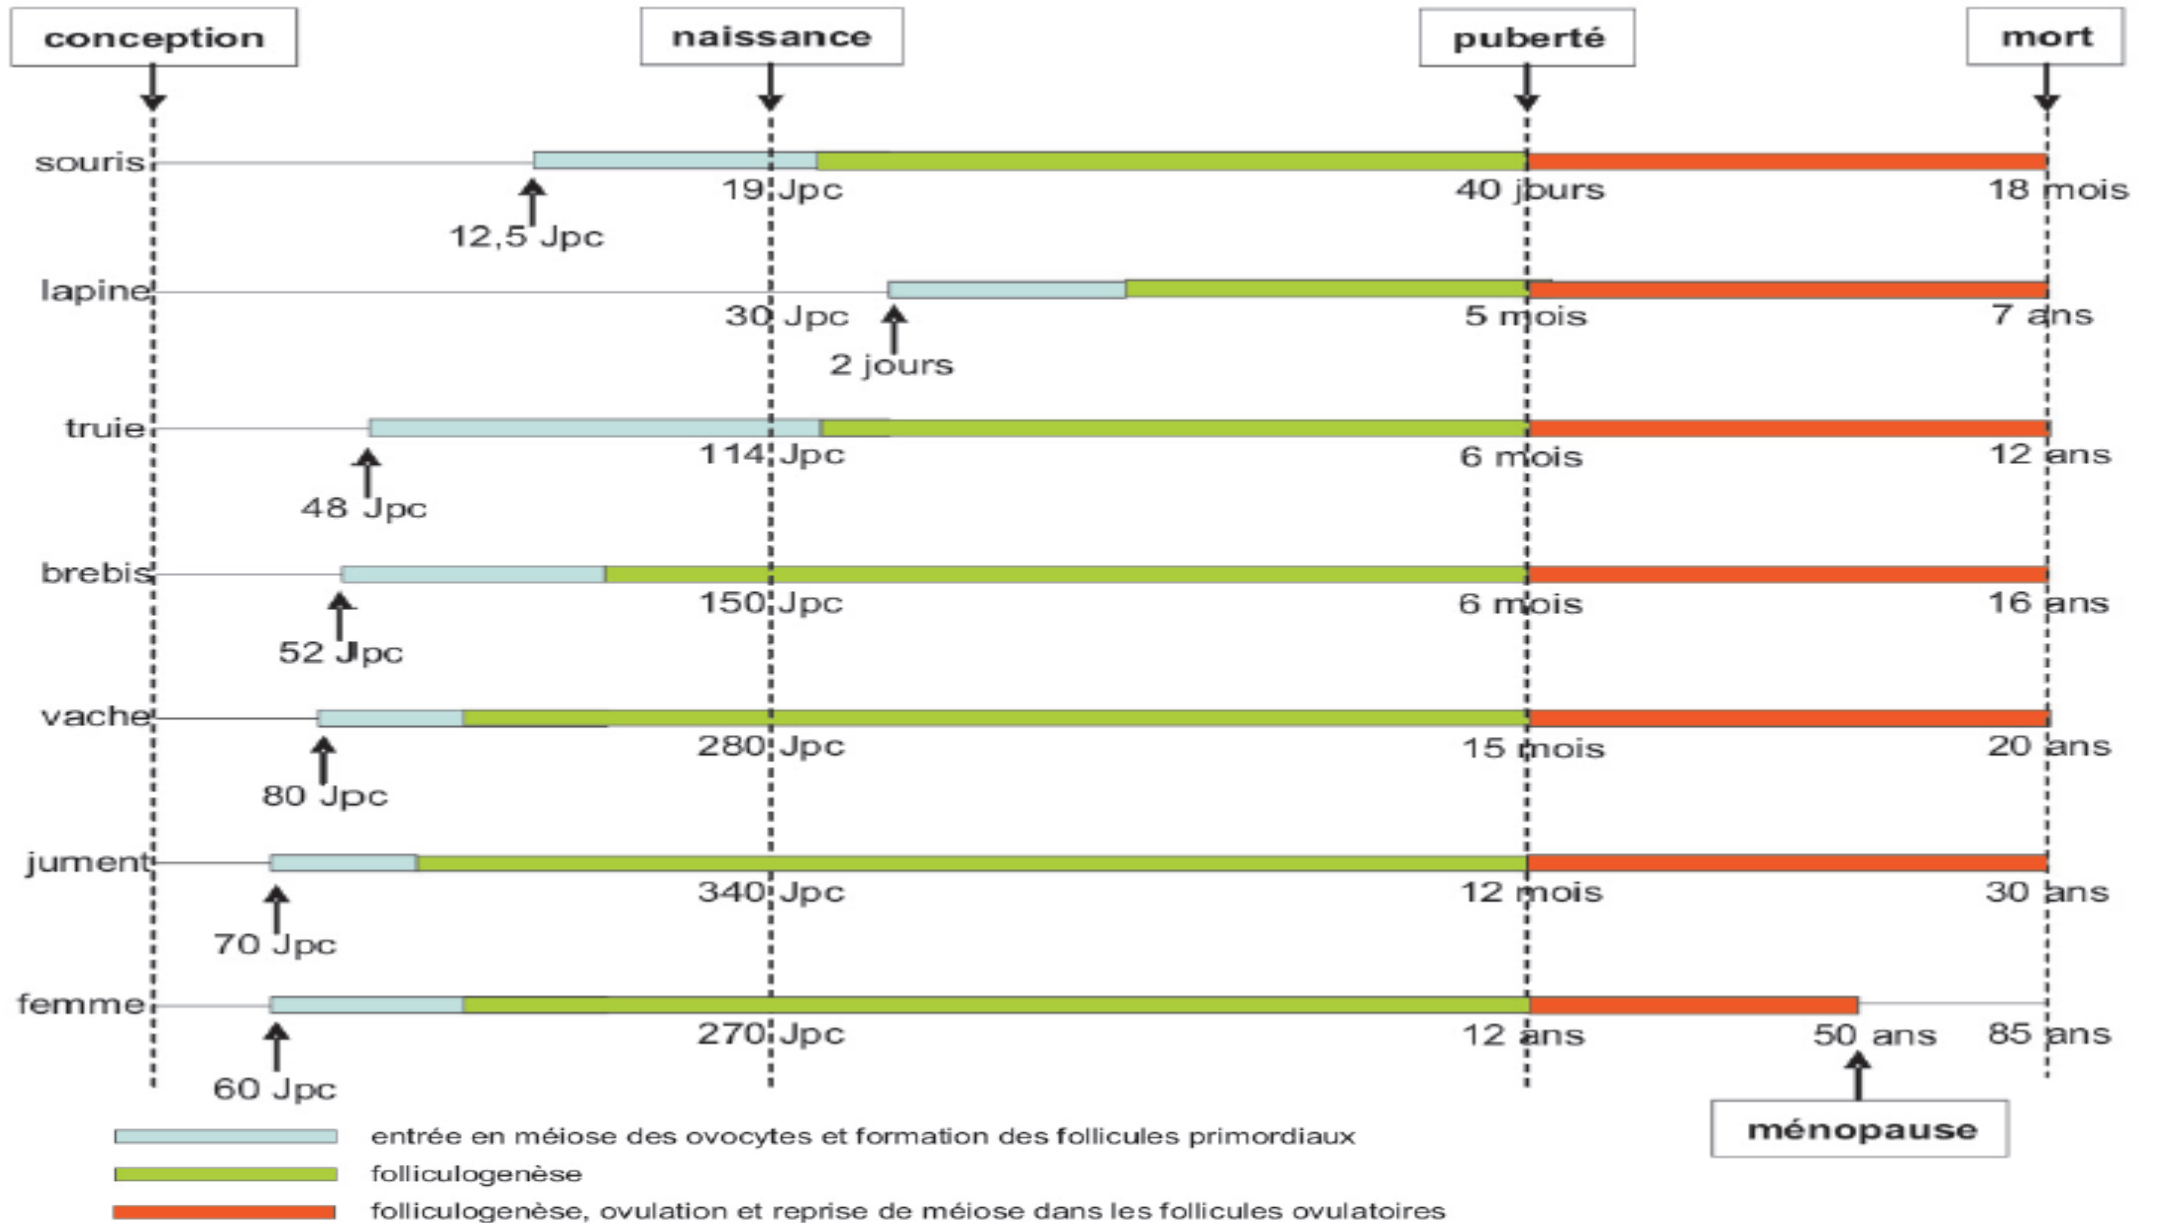 conception naissance puberté mort
souris
19 Jpc 40 jours 18 mois
12,5 Jpc
lapine
30 Jpc 5 mois 7 ans
2 jours
truie
114 Jpc 6 mois 12 ans
48 Jpc
brebis
150 Jpc 6 mois 16 ans
52 Jpc
vache
280 Jpc 15 mois 20 ans
80 Jpc
jument
340 Jpc 12 mois 30 ans
70 Jpc
femme
270 Jpc 12 ans 50 ans 85 ans
60 Jpc
ménopause
entrée en méiose des ovocytes et formation des follicules primordiaux
folliculogenèse
folliculogenèse, ovulation et reprise de méiose dans les follicules ovulatoires